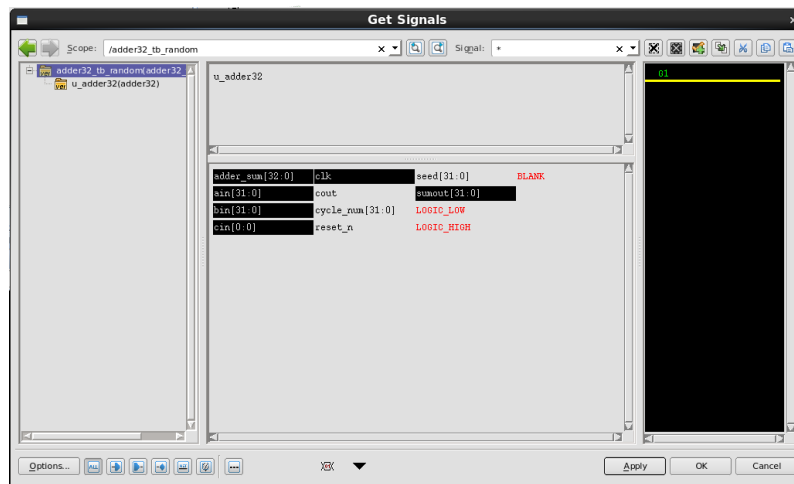 Get Signals
Scope: /adder32_tb_random Signal: *
adder32_tb_random(adder32_
u_adder32(adder32)
u_adder32
G1
adder_sum[32:0] clk seed[31:0] BLANK
ain[31:0] cout sumout[31:0]
bin[31:0] cycle_num[31:0] LOGIC_LOW
cin[0:0] reset_n LOGIC_HIGH
Options... ALL Apply OK Cancel